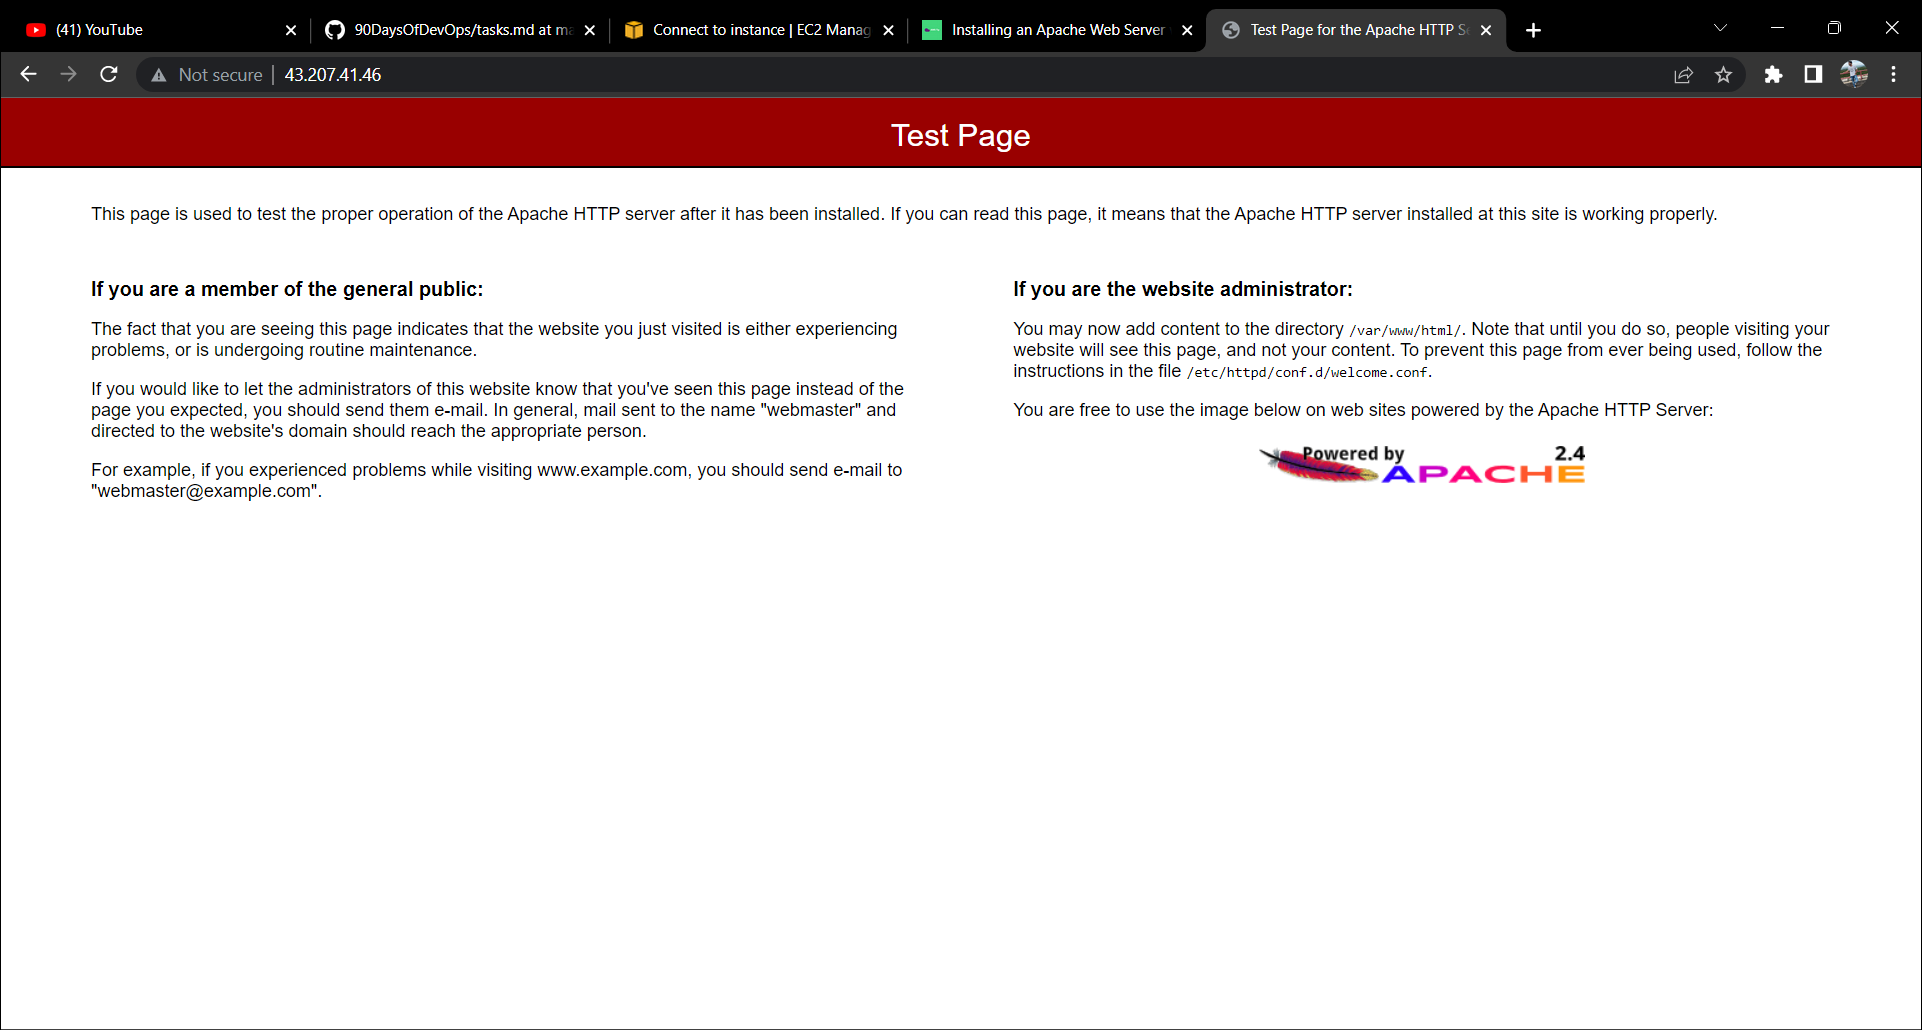 (41) YouTube
90DaysOfDevOps/tasks.md at ma
Connect to instance | EC2 Manag
Installing an Apache Web Server
Test Page for the Apache HTTP Se
Not secure | 43.207.41.46
Test Page
This page is used to test the proper operation of the Apache HTTP server after it has been installed. If you can read this page, it means that the Apache HTTP server installed at this site is working properly.
If you are a member of the general public:
The fact that you are seeing this page indicates that the website you just visited is either experiencing
problems, or is undergoing routine maintenance.
If you would like to let the administrators of this website know that you've seen this page instead of the
page you expected, you should send them e-mail. In general, mail sent to the name "webmaster" and
directed to the website's domain should reach the appropriate person.
For example, if you experienced problems while visiting www.example.com, you should send e-mail to
"webmaster@example.com".
If you are the website administrator:
You may now add content to the directory /var/www/html/. Note that until you do so, people visiting your
website will see this page, and not your content. To prevent this page from ever being used, follow the
instructions in the file /etc/httpd/conf.d/welcome.conf.
You are free to use the image below on web sites powered by the Apache HTTP Server:
Powered by 2.4
APACHE